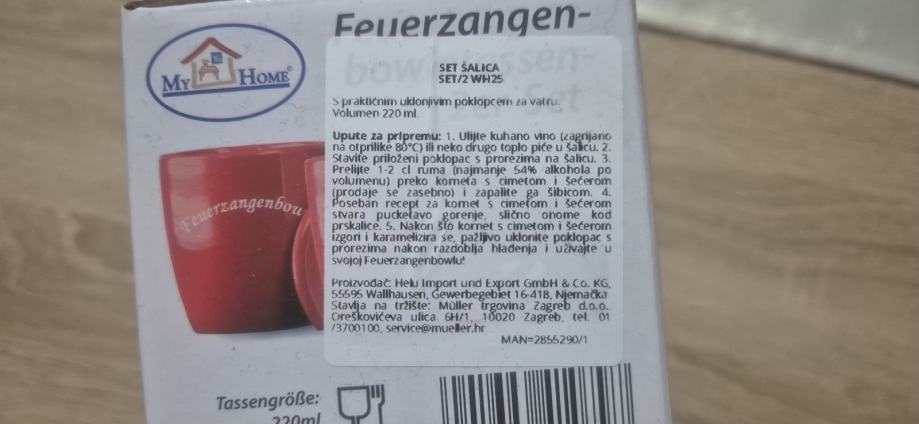 Feuerzangen-
MY HOME®
SET ŠALICA
SET/2 WH25
S praktičnim uklonjivim poklopcem za vatru.
Volumen 220 ml
Upute za pripremu: 1. Ulijte kuhano vino (zagrijano
na otprilike 80°C) ili neko drugo toplo piće u šalicu. 2.
Stavite priloženi poklopac s prorezima na šalicu. 3.
Prelijte 1-2 cl ruma (najmanje 54% alkohola po
volumenu) preko korneta s cimetom i šećerom
(prodaje se zasebno) i zapalite ga šibicom. 4.
Poseban recept za kornet s cimetom i šećerom
stvara pucketavo gorenje, slično onome kod
prskalice. 5. Nakon što kornet s cimetom i šećerom
izgori i karamelizira se, pažljivo uklonite poklopac s
prorezima nakon razdoblja hlađenja i uživajte u
svojoj Feuerzangenbowlu!
Proizvođač: Helu Import und Export GmbH & Co. KG,
55595 Wallhausen, Gewerbegebiet 16-418, Njemačka
Stavlja na tržište: Müller trgovina Zagreb d.o.o.
Oreškovićeva ulica 6H/1, 10020 Zagreb, tel. 01
/3700100, service@mueller.hr
MAN=2855290/1
Feuerzangenbow
Tassengröße:
220ml